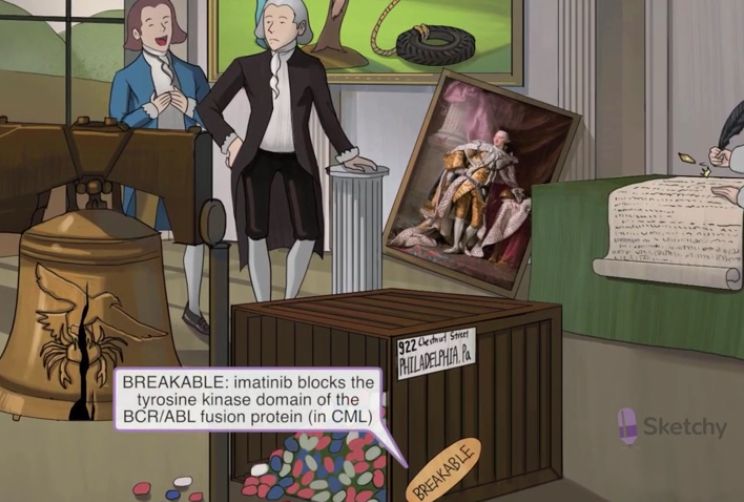 922 Chestnut Street
PHILADELPHIA, Pa
BREAKABLE: imatinib blocks the
tyrosine kinase domain of the
BCR/ABL fusion protein (in CML)
Sketchy
BREAKABLE